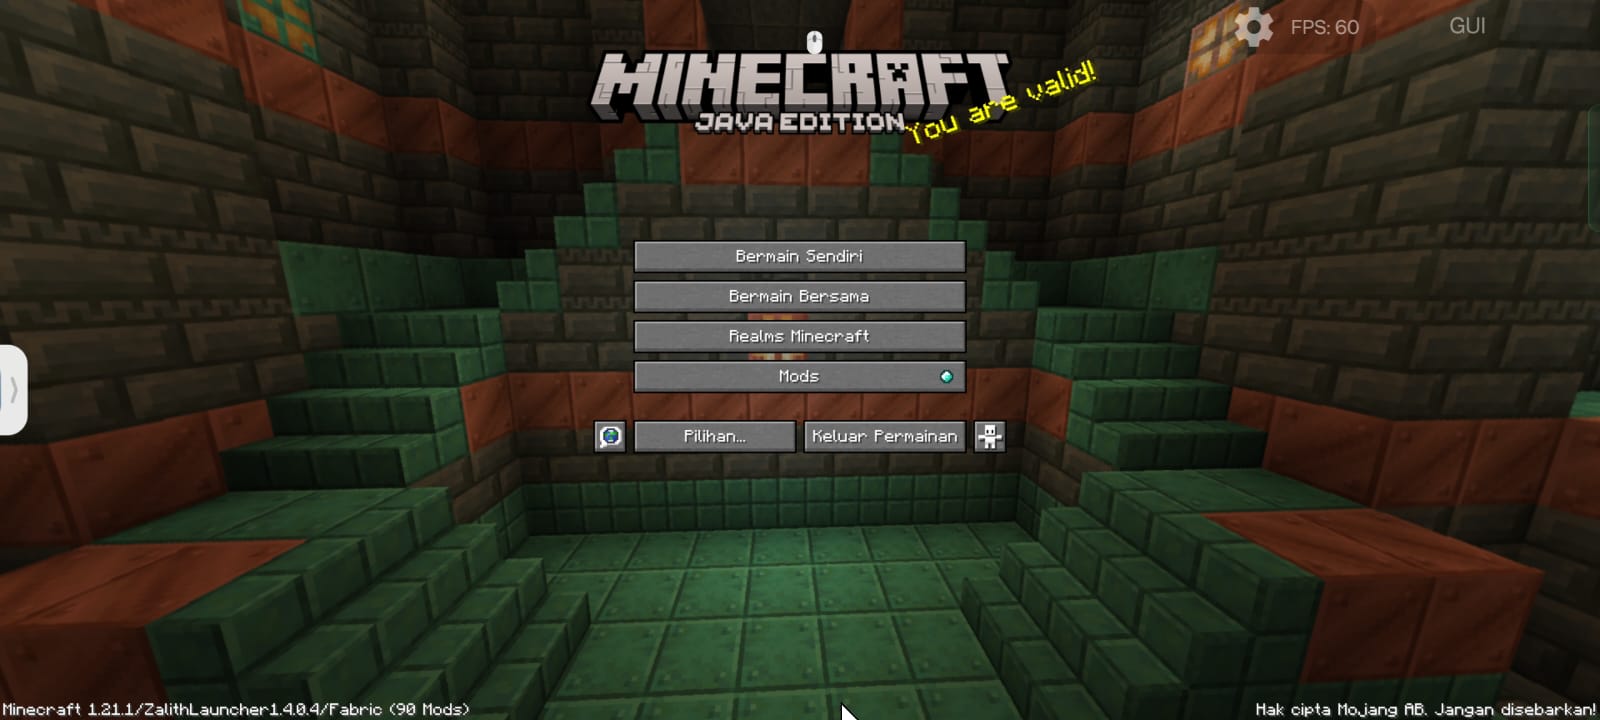 FPS: 60
GUI
MINECRAFT
JAVA EDITION
You are valid!
Bermain Sendiri
Bermain Bersama
Realms Minecraft
Mods
Pilihan...
Keluar Permainan
Minecraft 1.21.1/ZalithLauncher1.4.0.4/Fabric (90 Mods)
Hak cipta Mojang AB. Jangan disebarkan!